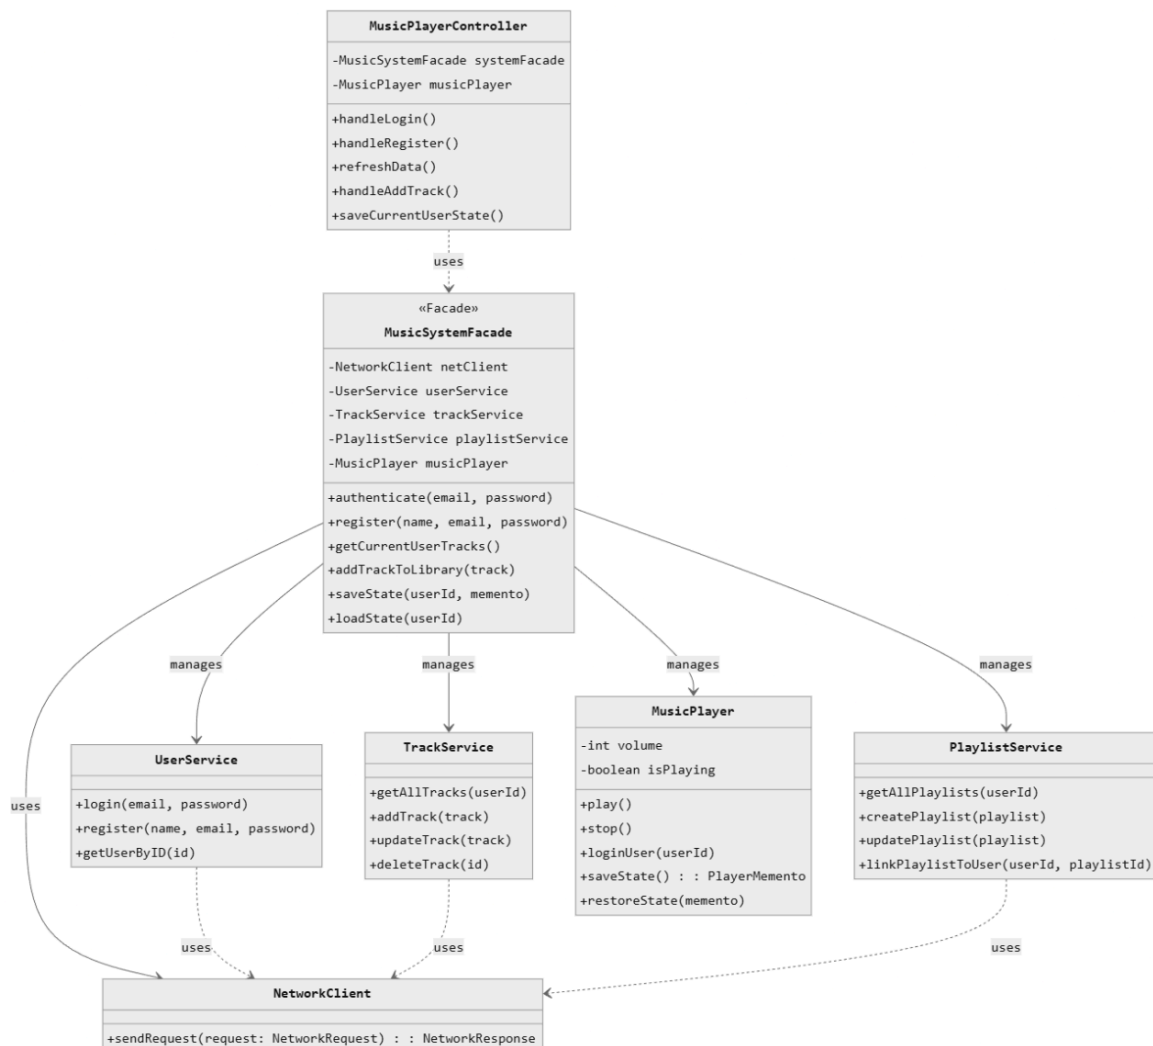 MusicPlayerController
-MusicSystemFacade systemFacade
-MusicPlayer musicPlayer
+handleLogin()
+handleRegister()
+refreshData()
+handleAddTrack()
+saveCurrentUserState()
uses
«Facade»
MusicSystemFacade
-NetworkClient netClient
-UserService userService
-TrackService trackService
-PlaylistService playlistService
-MusicPlayer musicPlayer
+authenticate(email, password)
+register(name, email, password)
+getCurrentUserTracks()
+addTrackToLibrary(track)
+saveState(userId, memento)
+loadState(userId)
manages
manages
manages
manages
uses
UserService
+login(email, password)
+register(name, email, password)
+getUserByID(id)
TrackService
+getAllTracks(userId)
+addTrack(track)
+updateTrack(track)
+deleteTrack(id)
MusicPlayer
-int volume
-boolean isPlaying
+play()
+stop()
+loginUser(userId)
+saveState() : : PlayerMemento
+restoreState(memento)
PlaylistService
+getAllPlaylists(userId)
+createPlaylist(playlist)
+updatePlaylist(playlist)
+linkPlaylistToUser(userId, playlistId)
uses
uses
uses
NetworkClient
+sendRequest(request: NetworkRequest) : : NetworkResponse